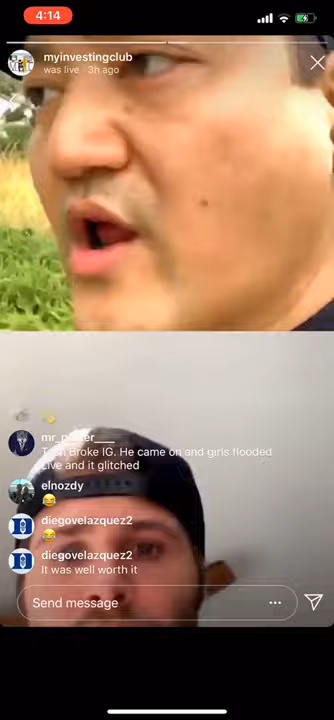 4:14
myinvestingclub
was live · 3h ago
Broke IG. He came on and girls flooded
Live and it glitched
elnozdy
diegovelazquez2
diegovelazquez2
It was well worth it
Send message